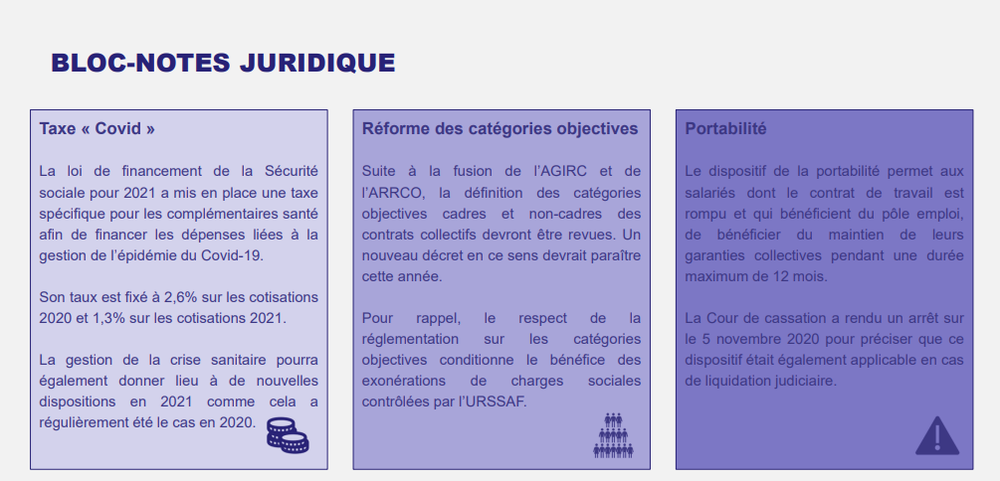 BLOC-NOTES JURIDIQUE
Taxe « Covid »
La loi de financement de la Sécurité
sociale pour 2021 a mis en place une taxe
spécifique pour les complémentaires santé
afin de financer les dépenses liées à la
gestion de l'épidémie du Covid-19.
Son taux est fixé à 2,6% sur les cotisations
2020 et 1,3% sur les cotisations 2021.
La gestion de la crise sanitaire pourra
également donner lieu à de nouvelles
dispositions en 2021 comme cela a
régulièrement été le cas en 2020.
Réforme des catégories objectives
Suite à la fusion de l'AGIRC et de
l'ARRCO, la définition des catégories
objectives cadres et non-cadres des
contrats collectifs devront être revues. Un
nouveau décret en ce sens devrait paraître
cette année.
Pour rappel, le respect de la
réglementation sur les catégories
objectives conditionne le bénéfice des
exonérations de charges sociales
contrôlées par l'URSSAF.
Portabilité
Le dispositif de la portabilité permet aux
salariés dont le contrat de travail est
rompu et qui bénéficient du pôle emploi,
de bénéficier du maintien de leurs
garanties collectives pendant une durée
maximum de 12 mois.
La Cour de cassation a rendu un arrêt sur
le 5 novembre 2020 pour préciser que ce
dispositif était également applicable en cas
de liquidation judiciaire.